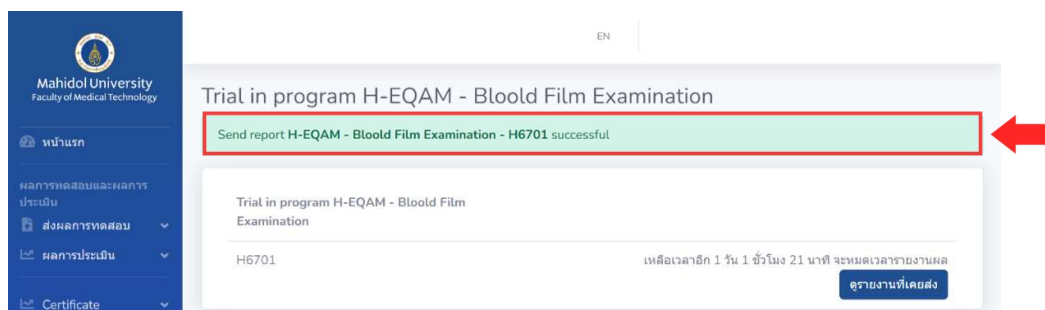 EN
Mahidol University
Faculty of Medical Technology
หน้าแรก
ผลการทดสอบและผลการ
ประเมิน
ส่งผลการทดสอบ
ผลการประเมิน
Certificate
Trial in program H-EQAM - Bloold Film Examination
Send report H-EQAM - Bloold Film Examination - H6701 successful
Trial in program H-EQAM - Bloold Film
Examination
H6701
เหลือเวลาอีก 1 วัน 1 ชั่วโมง 21 นาที จะหมดเวลารายงานผล
ดูรายงานที่เคยส่ง